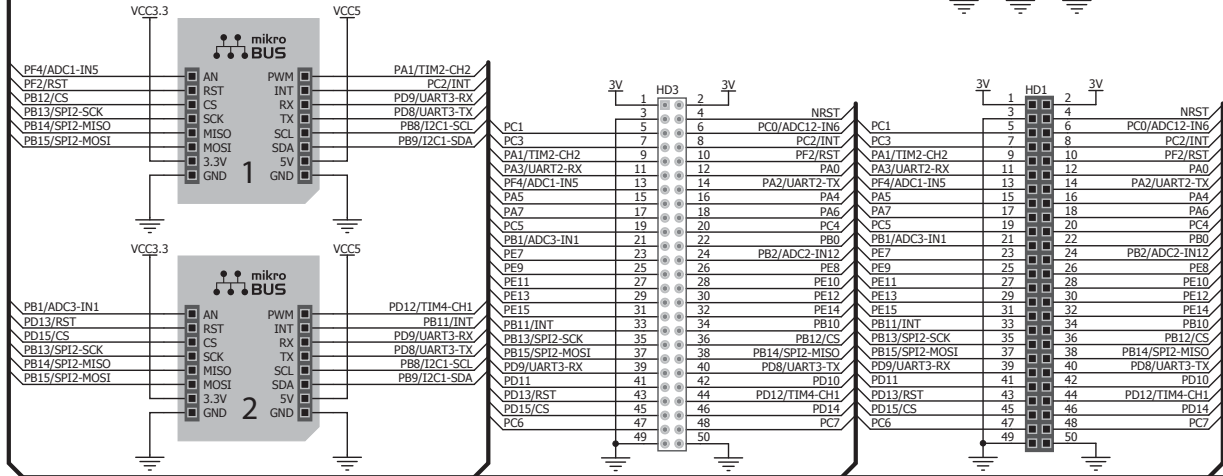 VCC3.3
VCC5
mikro
BUS
PF4/ADC1-IN5 AN PWM PA1/TIM2-CH2
PF2/RST RST INT PC2/INT
PB12/CS CS RX PD9/UART3-RX
PB13/SPI2-SCK SCK TX PD8/UART3-TX
PB14/SPI2-MISO MISO SCL PB8/I2C1-SCL
PB15/SPI2-MOSI MOSI SDA PB9/I2C1-SDA
3.3V 5V
GND 1 GND
VCC3.3
VCC5
mikro
BUS
PB1/ADC3-IN1 AN PWM PD12/TIM4-CH1
PD13/RST RST INT PB11/INT
PD15/CS CS RX PD9/UART3-RX
PB13/SPI2-SCK SCK TX PD8/UART3-TX
PB14/SPI2-MISO MISO SCL PB8/I2C1-SCL
PB15/SPI2-MOSI MOSI SDA PB9/I2C1-SDA
3.3V 5V
GND 2 GND
3V HD3 3V
1 2
3 4 NRST
PC1 5 6 PC0/ADC12-IN6
PC3 7 8 PC2/INT
PA1/TIM2-CH2 9 10 PF2/RST
PA3/UART2-RX 11 12 PA0
PF4/ADC1-IN5 13 14 PA2/UART2-TX
PA5 15 16 PA4
PA7 17 18 PA6
PC5 19 20 PC4
PB1/ADC3-IN1 21 22 PB0
PE7 23 24 PB2/ADC2-IN12
PE9 25 26 PE8
PE11 27 28 PE10
PE13 29 30 PE12
PE15 31 32 PE14
PB11/INT 33 34 PB10
PB13/SPI2-SCK 35 36 PB12/CS
PB15/SPI2-MOSI 37 38 PB14/SPI2-MISO
PD9/UART3-RX 39 40 PD8/UART3-TX
PD11 41 42 PD10
PD13/RST 43 44 PD12/TIM4-CH1
PD15/CS 45 46 PD14
PC6 47 48 PC7
49 50
3V HD1 3V
1 2
3 4 NRST
PC1 5 6 PC0/ADC12-IN6
PC3 7 8 PC2/INT
PA1/TIM2-CH2 9 10 PF2/RST
PA3/UART2-RX 11 12 PA0
PF4/ADC1-IN5 13 14 PA2/UART2-TX
PA5 15 16 PA4
PA7 17 18 PA6
PC5 19 20 PC4
PB1/ADC3-IN1 21 22 PB0
PE7 23 24 PB2/ADC2-IN12
PE9 25 26 PE8
PE11 27 28 PE10
PE13 29 30 PE12
PE15 31 32 PE14
PB11/INT 33 34 PB10
PB13/SPI2-SCK 35 36 PB12/CS
PB15/SPI2-MOSI 37 38 PB14/SPI2-MISO
PD9/UART3-RX 39 40 PD8/UART3-TX
PD11 41 42 PD10
PD13/RST 43 44 PD12/TIM4-CH1
PD15/CS 45 46 PD14
PC6 47 48 PC7
49 50